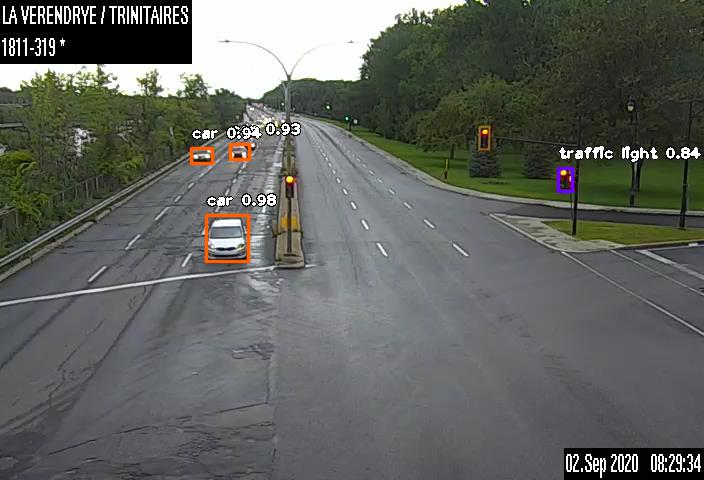 LA VERENDRYE / TRINITAIRES
1811-319 *
car 0.94
0.93
traffic light 0.84
car 0.98
02.Sep 2020 08:29:34